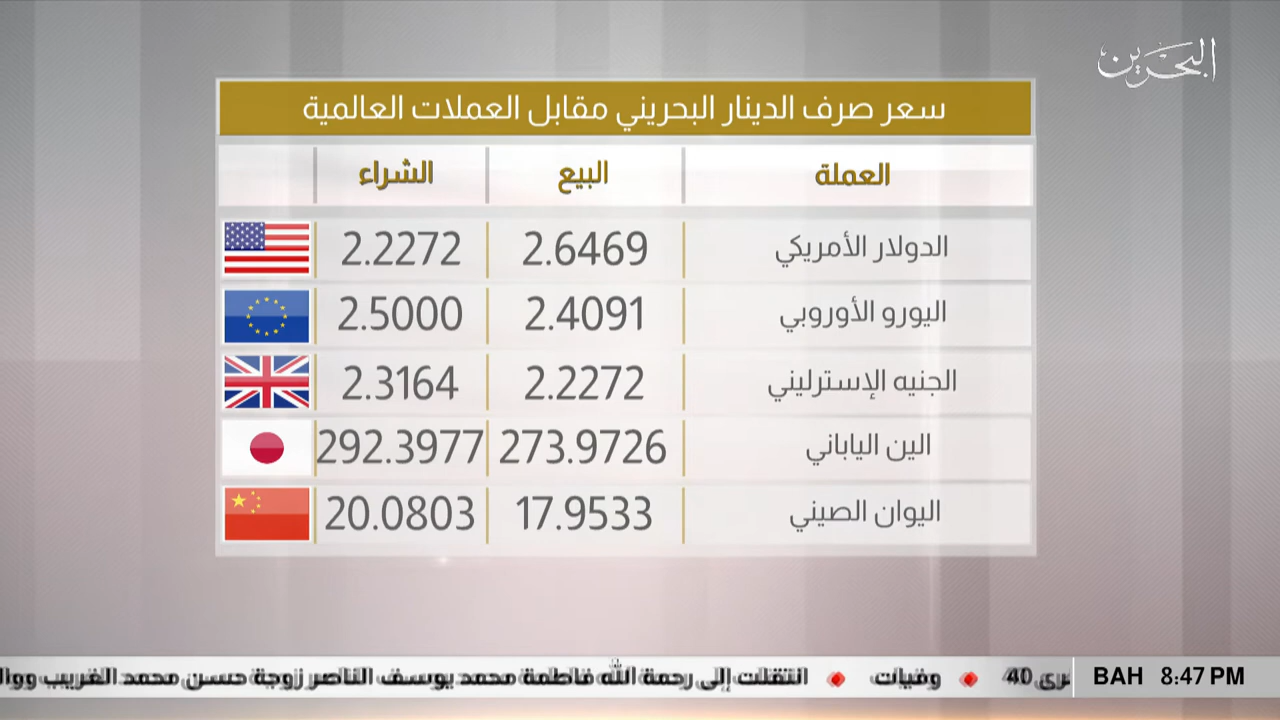 البحرين
سعر صرف الدينار البحريني مقابل العملات العالمية
العملة البيع الشراء
الدولار الأمريكي 2.6469 2.2272
اليورو الأوروبي 2.4091 2.5000
الجنيه الإسترليني 2.2272 2.3164
الين الياباني 273.9726 292.3977
اليوان الصيني 17.9533 20.0803
40 وفيات انتقلت إلى رحمة الله فاطمة محمد يوسف الناصر زوجة حسن محمد الغريب
BAH 8:47 PM